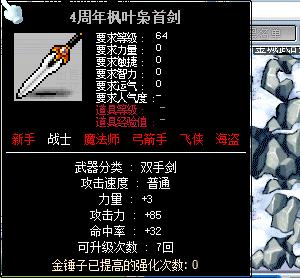 4周年枫叶枭首剑
要求等级 : 64
要求力量 : 0
要求敏捷 : -
要求智力 : -
要求运气 : -
要求人气度 : -
道具等级 : -
道具经验值 : -
新手 战士 魔法师 弓箭手 飞侠 海盗
武器分类 : 双手剑
攻击速度 : 普通
力量 : +3
攻击力 : +85
命中率 : +32
可升级次数 : 7回
金锤子已提高的强化次数: 0